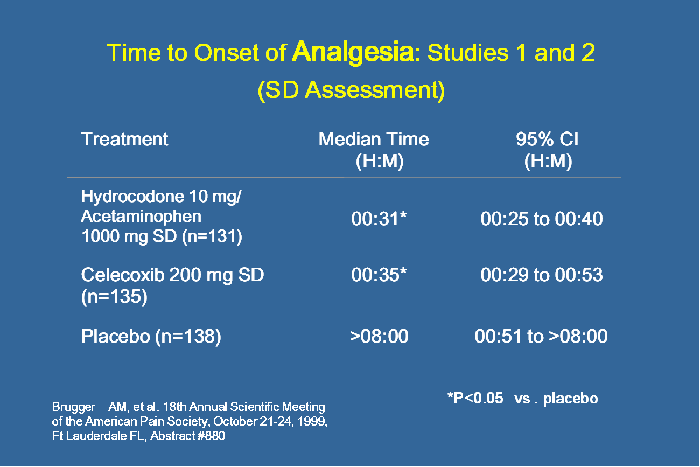 Time to Onset of Analgesia: Studies 1 and 2
(SD Assessment)
Treatment Median Time 95% CI
(H:M) (H:M)
Hydrocodone 10 mg/
Acetaminophen 00:31* 00:25 to 00:40
1000 mg SD (n=131)
Celecoxib 200 mg SD 00:35* 00:29 to 00:53
(n=135)
Placebo (n=138) >08:00 00:51 to >08:00
*P<0.05 vs . placebo
Brugger AM, et al. 18th Annual Scientific Meeting
of the American Pain Society, October 21-24, 1999,
Ft Lauderdale FL, Abstract #880